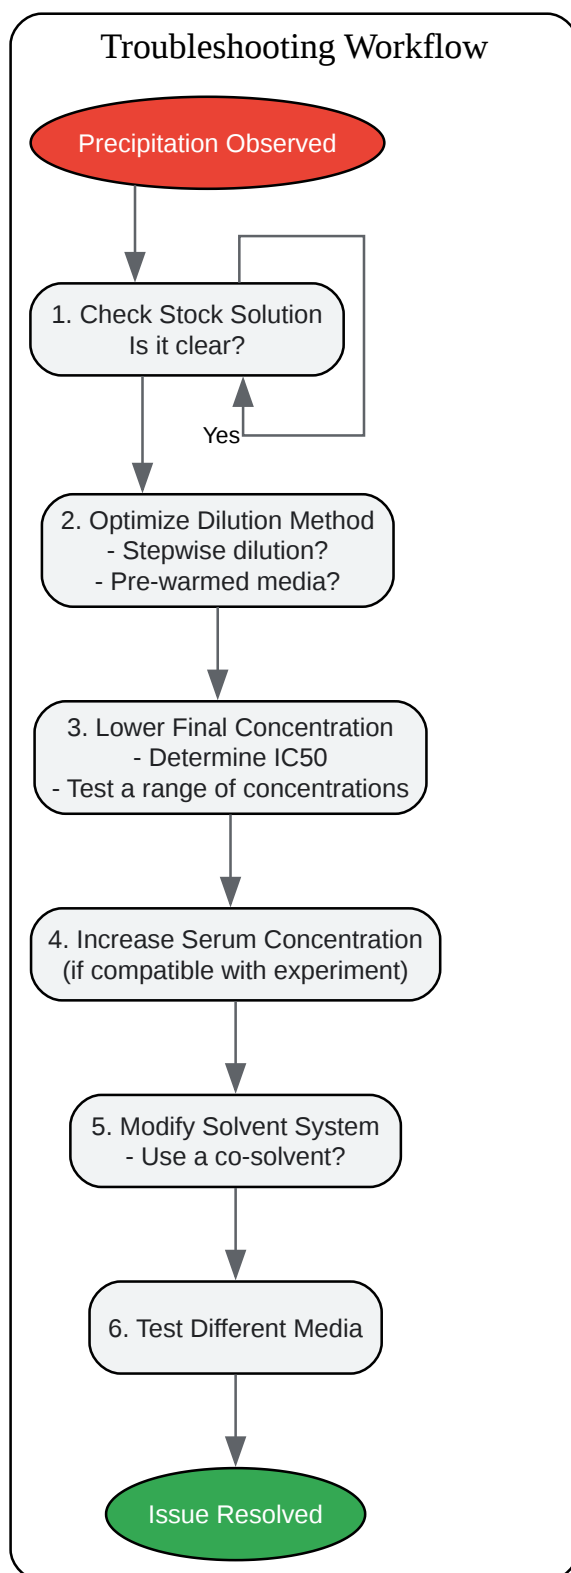 Troubleshooting Workflow
Precipitation Observed
1. Check Stock Solution
Is it clear?
Yes
2. Optimize Dilution Method
- Stepwise dilution?
- Pre-warmed media?
3. Lower Final Concentration
- Determine IC50
- Test a range of concentrations
4. Increase Serum Concentration
(if compatible with experiment)
5. Modify Solvent System
- Use a co-solvent?
6. Test Different Media
Issue Resolved